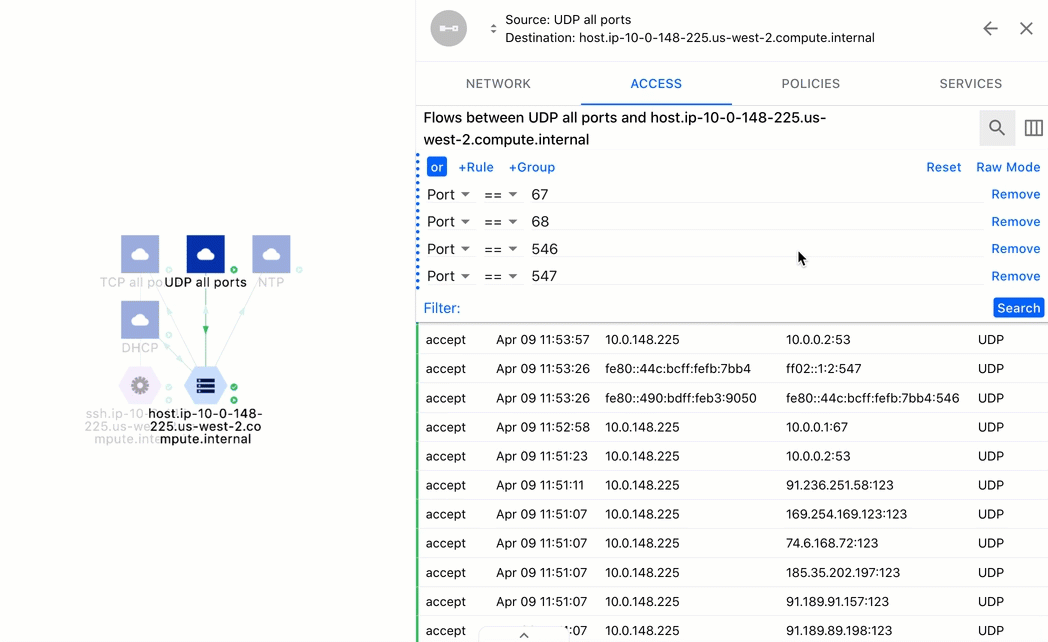 Source: UDP all ports
Destination: host.ip-10-0-148-225.us-west-2.compute.internal
NETWORK ACCESS POLICIES SERVICES
Flows between UDP all ports and host.ip-10-0-148-225.us-
west-2.compute.internal
or +Rule +Group Reset Raw Mode
Port == 67 Remove
Port == 68 Remove
Port == 546 Remove
Port == 547 Remove
Filter: Search
accept Apr 09 11:53:57 10.0.148.225 10.0.0.2:53 UDP
accept Apr 09 11:53:26 fe80::44c:bcff:fefb:7bb4 ff02::1:2:547 UDP
accept Apr 09 11:53:26 fe80::490:bdff:feb3:9050 fe80::44c:bcff:fefb:7bb4:546 UDP
accept Apr 09 11:52:58 10.0.148.225 10.0.0.1:67 UDP
accept Apr 09 11:51:23 10.0.148.225 10.0.0.2:53 UDP
accept Apr 09 11:51:11 10.0.148.225 91.236.251.58:123 UDP
accept Apr 09 11:51:07 10.0.148.225 169.254.169.123:123 UDP
accept Apr 09 11:51:07 10.0.148.225 74.6.168.72:123 UDP
accept Apr 09 11:51:07 10.0.148.225 185.35.202.197:123 UDP
accept Apr 09 11:51:07 10.0.148.225 91.189.91.157:123 UDP
accept :07 10.0.148.225 91.189.89.198:123 UDP
TCP all po UDP all ports NTP
DHCP
ssh.ip-10- host.ip-10-0-148-
225.us-we 225.us-west-2.co
mpute.inte mpute.internal